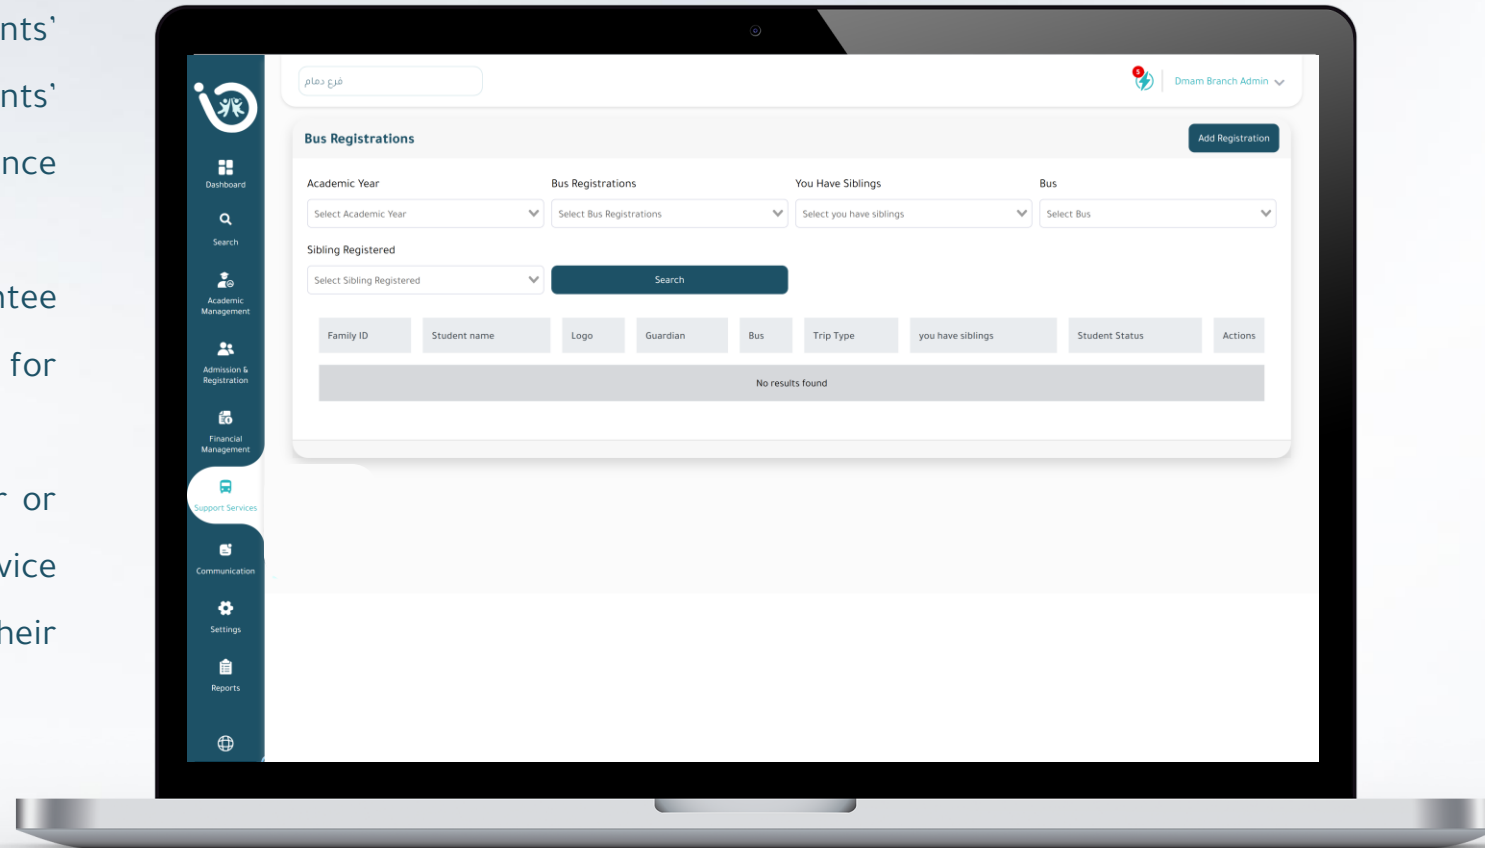 nts’
nts’
nce
ntee
for
r or
vice
heir
فرع دمام
5
Dmam Branch Admin
Dashboard
Search
Academic
Management
Admission &
Registration
Financial
Management
Support Services
Communication
Settings
Reports
Bus Registrations
Add Registration
Academic Year
Bus Registrations
You Have Siblings
Bus
Select Academic Year
Select Bus Registrations
Select you have siblings
Select Bus
Sibling Registered
Select Sibling Registered
Search
Family ID
Student name
Logo
Guardian
Bus
Trip Type
you have siblings
Student Status
Actions
No results found